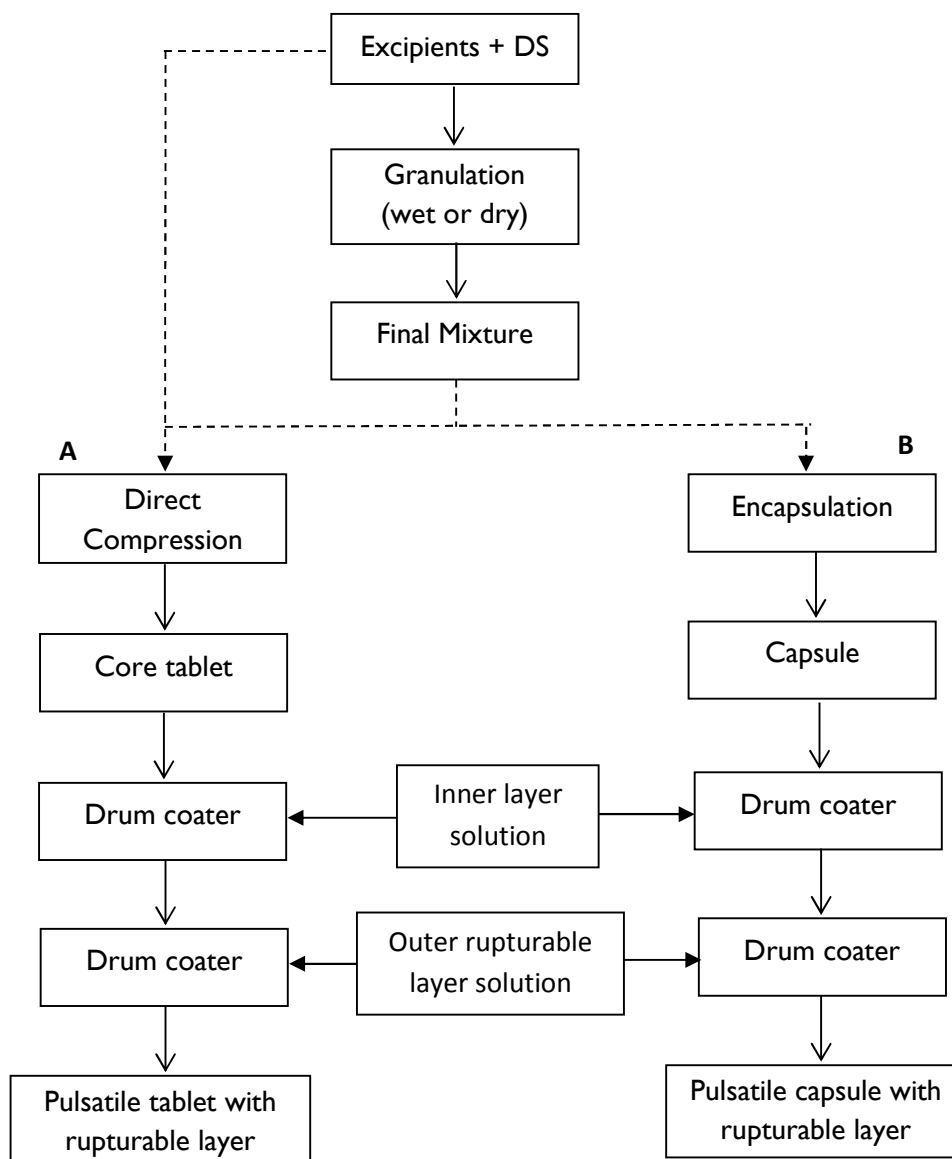 Excipients + DS
Granulation
(wet or dry)
Final Mixture
A
B
Direct
Compression
Encapsulation
Core tablet
Capsule
Drum coater
Inner layer
solution
Drum coater
Drum coater
Outer rupturable
layer solution
Drum coater
Pulsatile tablet with
rupturable layer
Pulsatile capsule with
rupturable layer